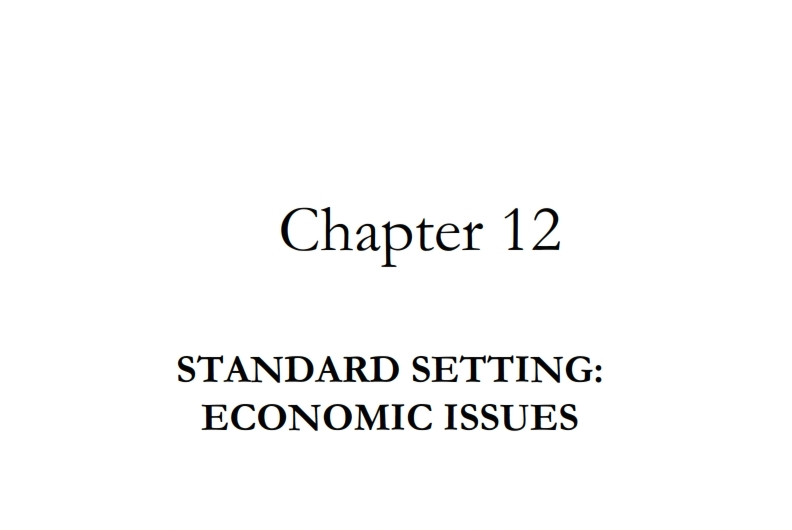 Chapter 12
STANDARD SETTING:
ECONOMIC ISSUES